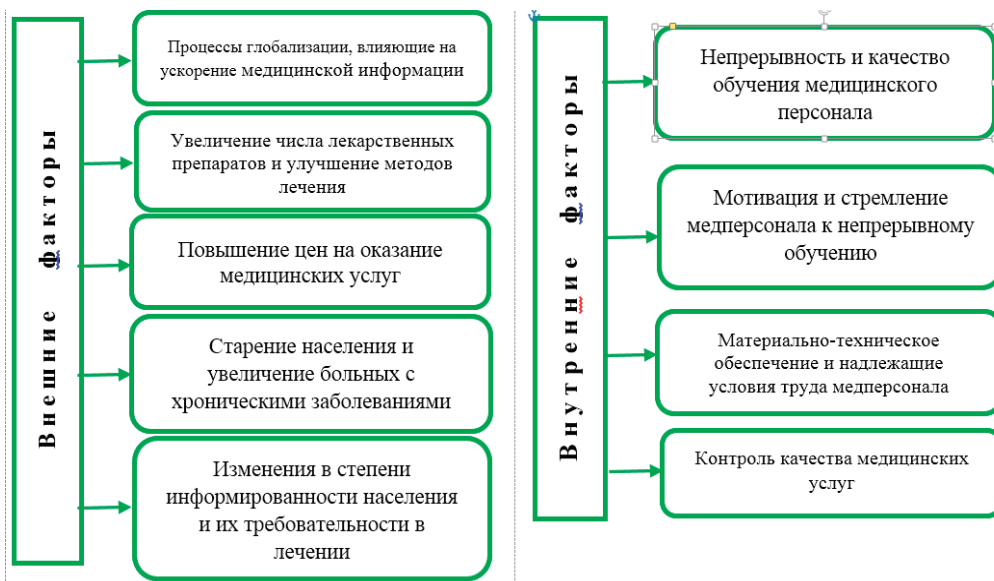 Внешние факторы
Процессы глобализации, влияющие на
ускорение медицинской информации
Увеличение числа лекарственных
препаратов и улучшение методов
лечения
Повышение цен на оказание
медицинских услуг
Старение населения и
увеличение больных с
хроническими заболеваниями
Изменения в степени
информированности населения
и их требовательности в
лечении
Внутренние факторы
Непрерывность и качество
обучения медицинского
персонала
Мотивация и стремление
медперсонала к непрерывному
обучению
Материально-техническое
обеспечение и надлежащие
условия труда медперсонала
Контроль качества медицинских
услуг